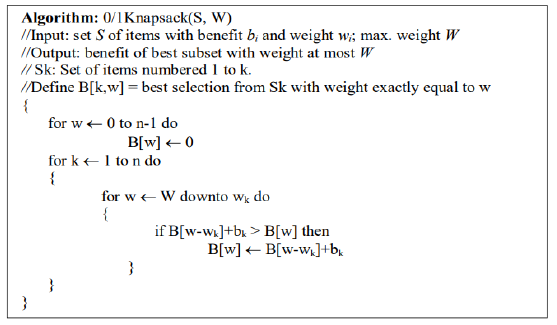 Algorithm: 0/1Knapsack(S, W)
//Input: set S of items with benefit bᵢ and weight wᵢ; max. weight W
//Output: benefit of best subset with weight at most W
// Sk: Set of items numbered 1 to k.
//Define B[k,w] = best selection from Sk with weight exactly equal to w
{
for w ← 0 to n-1 do
B[w] ← 0
for k ← 1 to n do
{
for w ← W downto wₖ do
{
if B[w-wₖ]+bₖ > B[w] then
B[w] ← B[w-wₖ]+bₖ
}
}
}